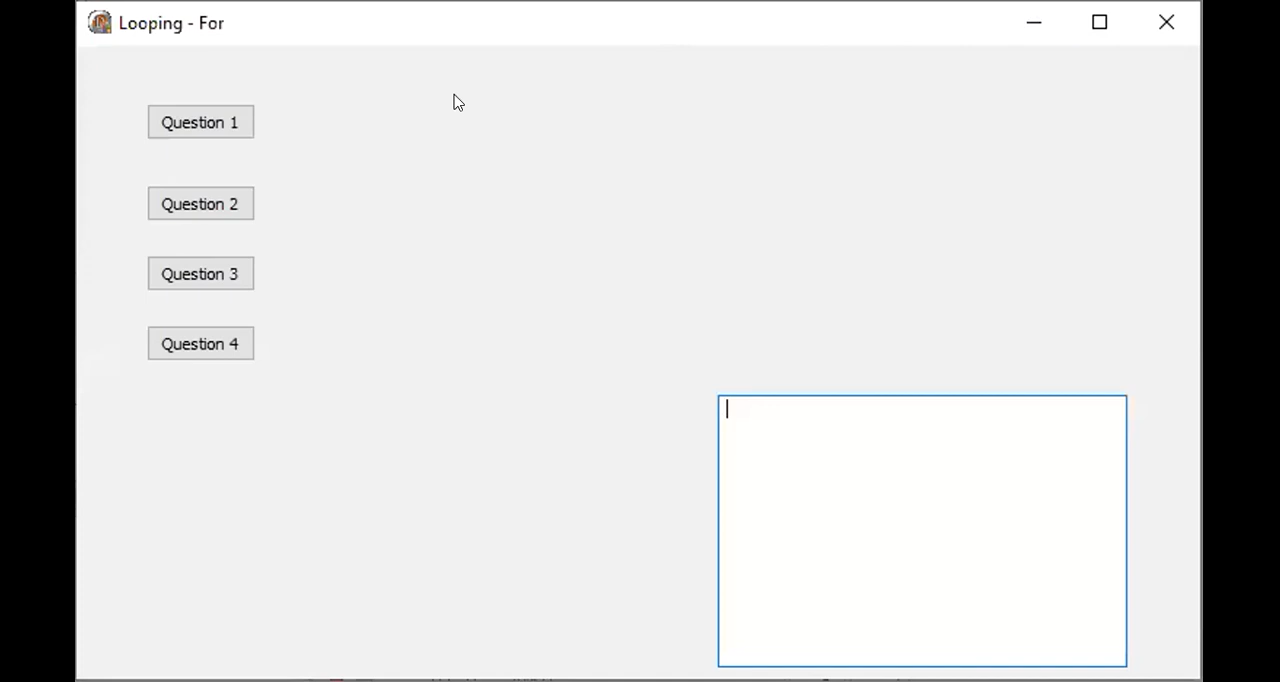 Looping - For
Question 1
Question 2
Question 3
Question 4